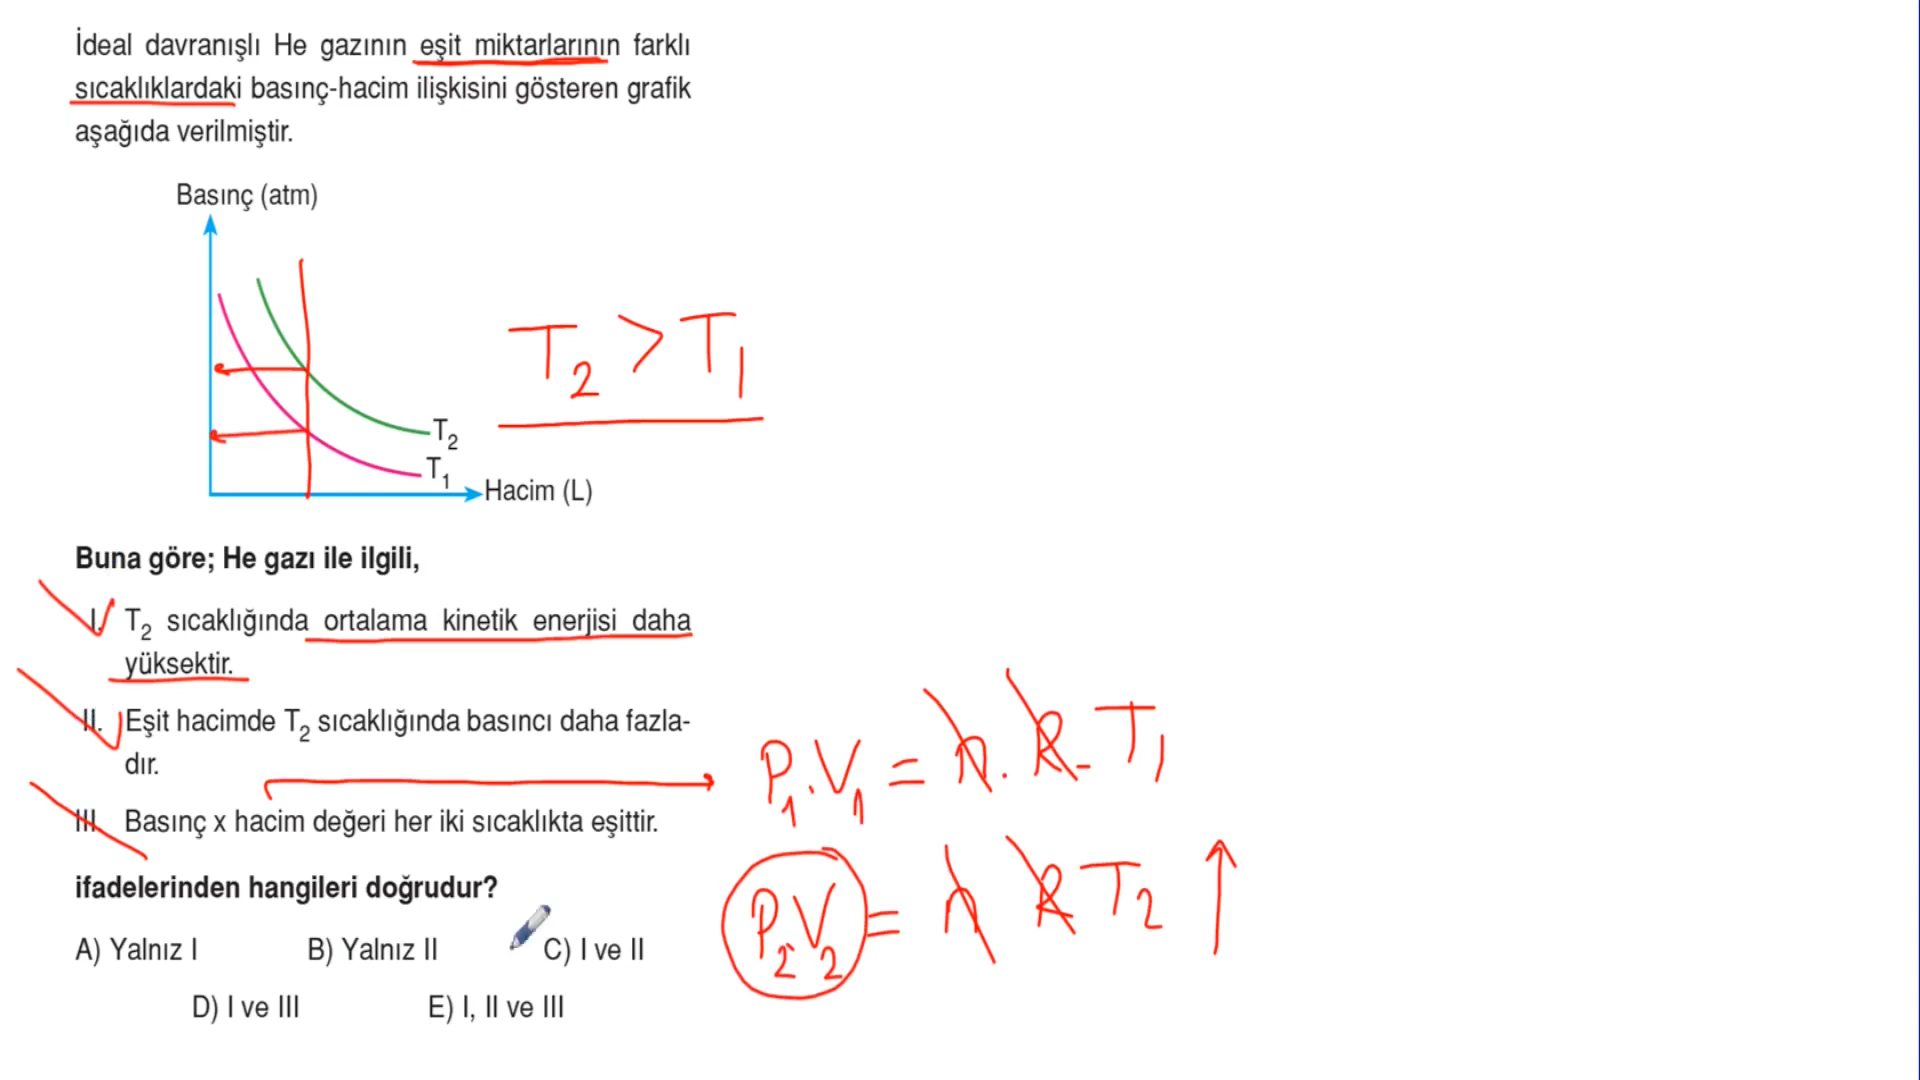 İdeal davranışlı He gazının eşit miktarlarının farklı
sıcaklıklardaki basınç-hacim ilişkisini gösteren grafik
aşağıda verilmiştir.
Basınç (atm)
T₂ > T₁
T₂
T₁
Hacim (L)
Buna göre; He gazı ile ilgili,
I. T₂ sıcaklığında ortalama kinetik enerjisi daha
yüksektir.
II. Eşit hacimde T₂ sıcaklığında basıncı daha fazla-
dır.
III. Basınç x hacim değeri her iki sıcaklıkta eşittir.
P₁.V₁ = n.R.T₁
P₂V₂ = n R T₂
ifadelerinden hangileri doğrudur?
A) Yalnız I B) Yalnız II C) I ve II
D) I ve III E) I, II ve III